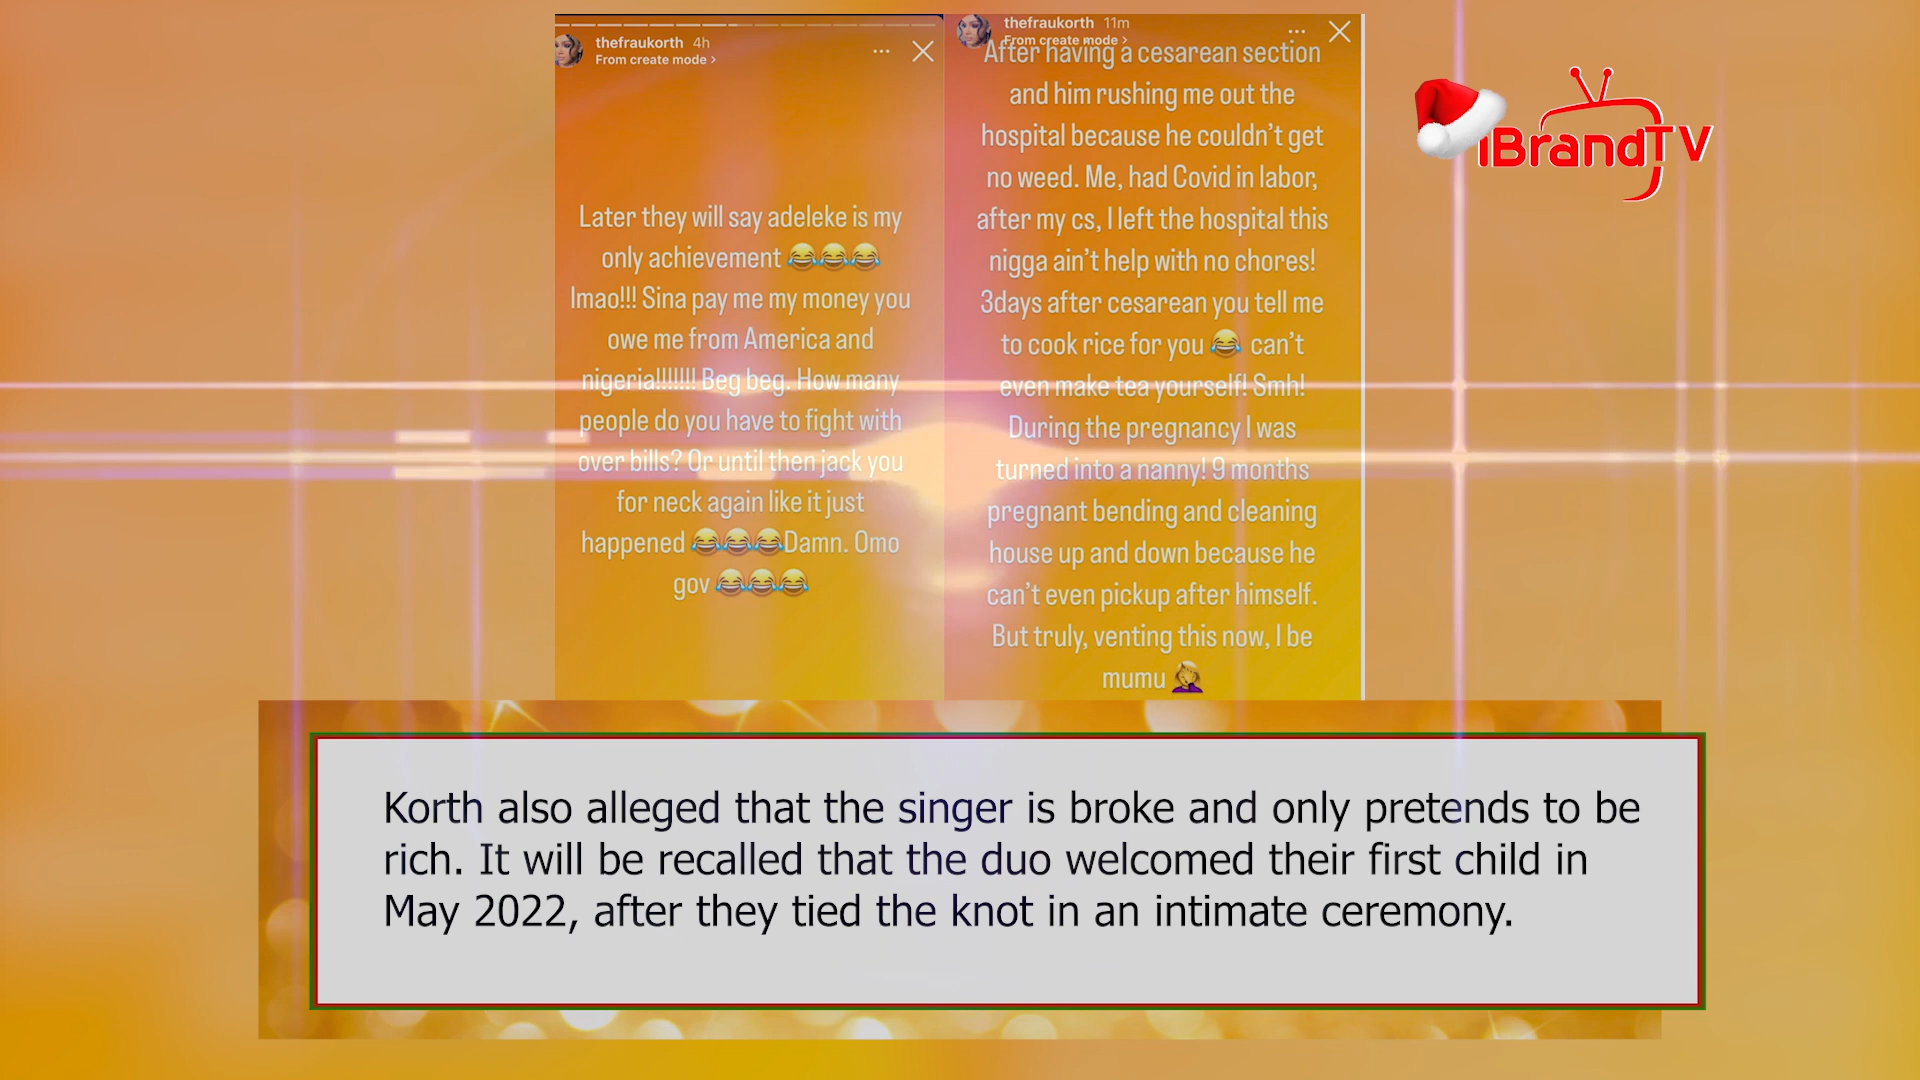 thefraukorth 4h
From create mode >
Later they will say adeleke is my
only achievement 😂😂😂
lmao!!! Sina pay me my money you
owe me from America and
nigeria!!!!!!! Beg beg. How many
people do you have to fight with
over bills? Or until then jack you
for neck again like it just
happened 😂😂😂Damn. Omo
gov 😂😂😂
thefraukorth 11m
From create mode >
After having a cesarean section
and him rushing me out the
hospital because he couldn't get
no weed. Me, had Covid in labor,
after my cs, I left the hospital this
nigga ain't help with no chores!
3days after cesarean you tell me
to cook rice for you 😂 can't
even make tea yourself! Smh!
During the pregnancy I was
turned into a nanny! 9 months
pregnant bending and cleaning
house up and down because he
can't even pickup after himself.
But truly, venting this now, I be
mumu 🤦‍♀️
iBrandTV
Korth also alleged that the singer is broke and only pretends to be
rich. It will be recalled that the duo welcomed their first child in
May 2022, after they tied the knot in an intimate ceremony.